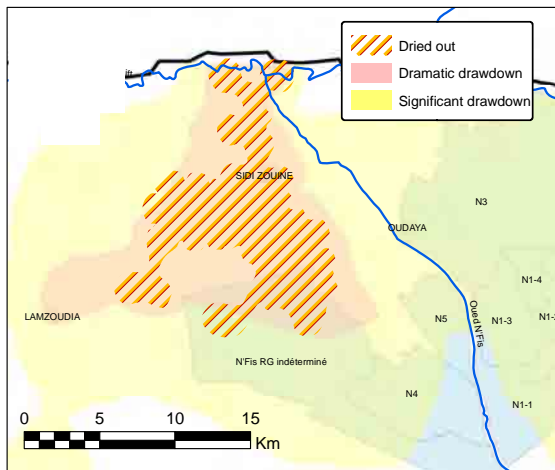 Dried out
Dramatic drawdown
Significant drawdown
SIDI ZOUINE
N3
OUDAYA
N1-4
LAMZOUDIA
Oued N'Fis
N5
N1-3
N'Fis RG indéterminé
N4
N1-1
0
5
10
15
Km